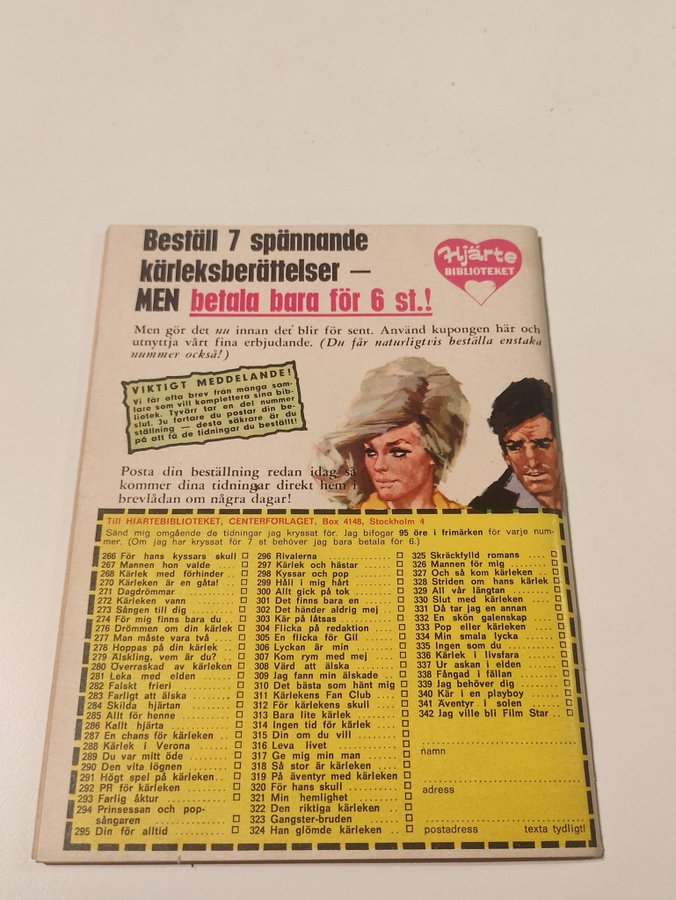 Beställ 7 spännande
kärleksberättelser –
MEN betala bara för 6 st.!
Hjärte
BIBLIOTEKET
Men gör det nu innan det blir för sent. Använd kupongen här och
utnyttja vårt fina erbjudande. (Du får naturligtvis beställa enstaka
nummer också!)
VIKTIGT MEDDELANDE!
Vi får ofta brev från många sam-
lare som vill komplettera sina bib-
liotek. Tyvärr tar en del nummer
slut. Ju fortare du postar din be-
ställning — desto säkrare är du
på att få de tidningar du beställt!
Posta din beställning redan idag så
kommer dina tidningar direkt hem i
brevlådan om några dagar!
Till HJÄRTEBIBLIOTEKET, CENTERFÖRLAGET, Box 4148, Stockholm 4
Sänd mig omgående de tidningar jag kryssat för. Jag bifogar 95 öre i frimärken för varje num-
mer. (Om jag har kryssat för 7 st behöver jag bara betala för 6.)
266 För hans kyssars skull
267 Mannen hon valde
268 Kärlek med förhinder
270 Kärleken är en gåta!
271 Dagdrömmar
272 Kärleken vann
273 Sången till dig
274 För mig finns bara du
276 Drömmen om din kärlek
277 Man måste vara två
278 Hoppas på din kärlek
279 Älskling, vem är du?
280 Överraskad av kärleken
281 Leka med elden
282 Falskt frieri
283 Farligt att älska
284 Skilda hjärtan
285 Allt för henne
286 Kallt hjärta
287 En chans för kärleken
288 Kärlek i Verona
289 Du var mitt öde
290 Den vita lögnen
291 Högt spel på kärleken
292 PR för kärleken
293 Farlig åktur
294 Prinsessan och pop-
sångaren
295 Din för alltid
296 Rivalerna
297 Kärlek och hästar
298 Kyssar och pop
299 Håll i mig hårt
300 Allt gick på tok
301 Det finns bara en
302 Det händer aldrig mej
303 Kär på låtsas
304 Flicka på redaktion
305 En flicka för Gil
306 Lyckan är min
307 Kom rym med mej
308 Värd att älska
309 Jag fann min älskade
310 Det bästa som hänt mig
311 Kärlekens Fan Club
312 För kärlekens skull
313 Bara lite kärlek
314 Ingen tid för kärlek
315 Din om du vill
316 Leva livet
317 Ge mig min man
318 Så stor är kärleken
319 På äventyr med kärleken
320 För hans skull
321 Min hemlighet
322 Den riktiga kärleken
323 Gangster-bruden
324 Han glömde kärleken
325 Skräckfylld romans
326 Mannen för mig
327 Och så kom kärleken
328 Striden om hans kärlek
329 All vår längtan
330 Slut med kärleken
331 Då tar jag en annan
332 En skön galenskap
333 Pop eller kärleken
334 Min smala lycka
335 Ingen som du
336 Kärlek i livsfara
337 Ur askan i elden
338 Fångad i fällan
339 Jag behöver dig
340 Kär i en playboy
341 Äventyr i solen
342 Jag ville bli Film Star
namn
adress
postadress texta tydligt!